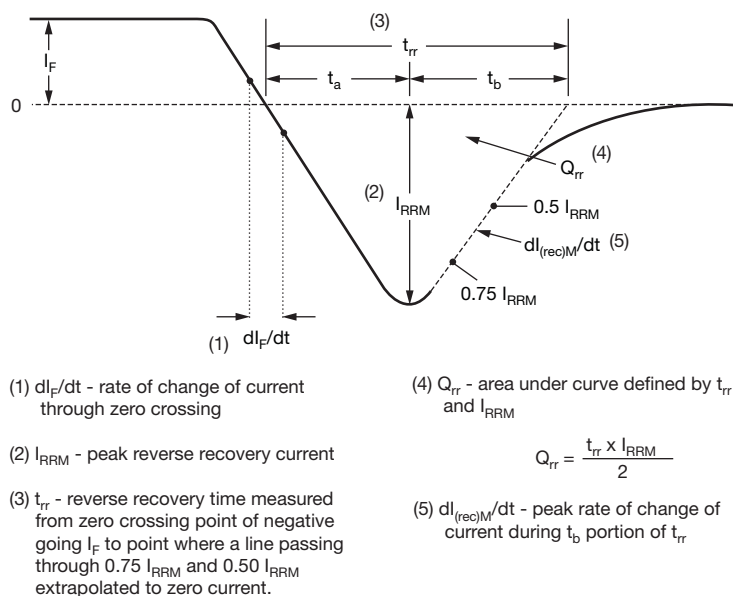 (3)
t_rr
I_F
t_a
t_b
0
(2) I_RRM
Q_rr (4)
0.5 I_RRM
dI_(rec)M/dt (5)
0.75 I_RRM
(1) dI_F/dt
(1) dI_F/dt - rate of change of current
through zero crossing
(2) I_RRM - peak reverse recovery current
(3) t_rr - reverse recovery time measured
from zero crossing point of negative
going I_F to point where a line passing
through 0.75 I_RRM and 0.50 I_RRM
extrapolated to zero current.
(4) Q_rr - area under curve defined by t_rr
and I_RRM
Q_rr = t_rr x I_RRM
2
(5) dI_(rec)M/dt - peak rate of change of
current during t_b portion of t_rr